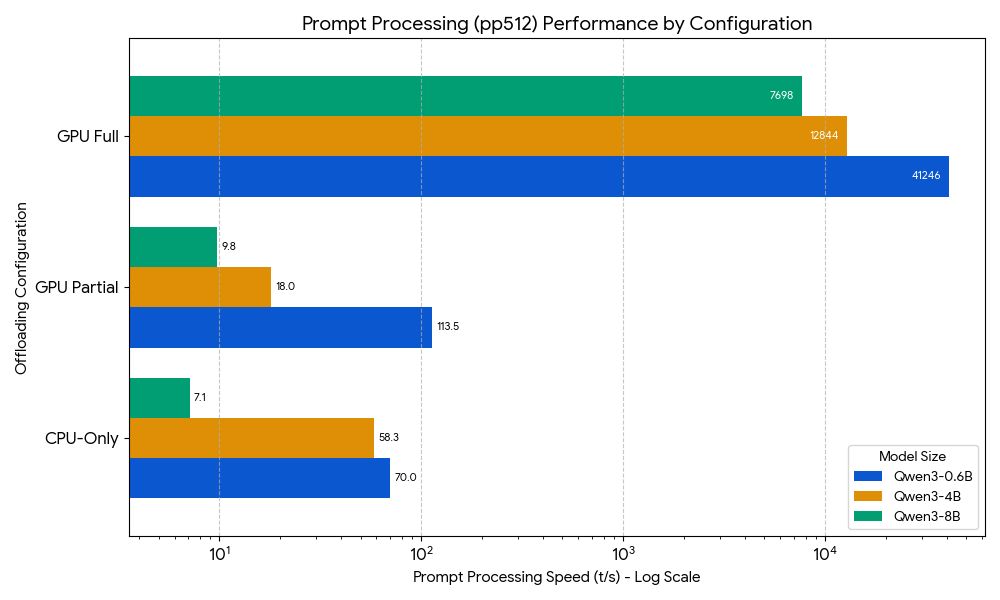 Prompt Processing (pp512) Performance by Configuration
Offloading Configuration
GPU Full
7698
12844
41246
GPU Partial
9.8
18.0
113.5
CPU-Only
7.1
58.3
70.0
Model Size
Qwen3-0.6B
Qwen3-4B
Qwen3-8B
10¹ 10² 10³ 10⁴
Prompt Processing Speed (t/s) - Log Scale